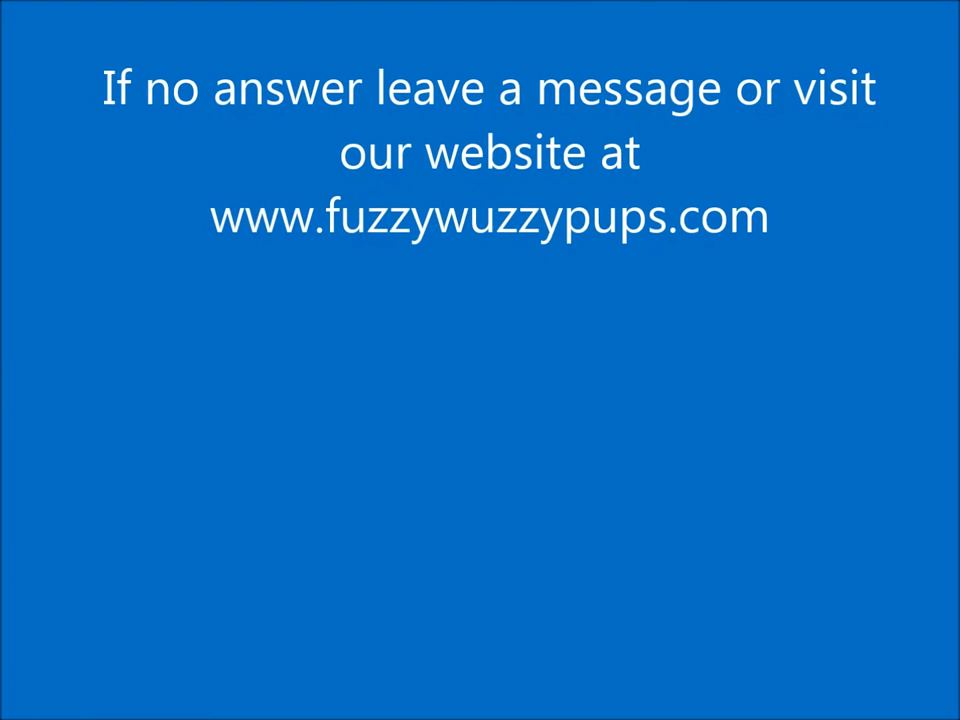 If no answer leave a message or visit
our website at
www.fuzzywuzzypups.com